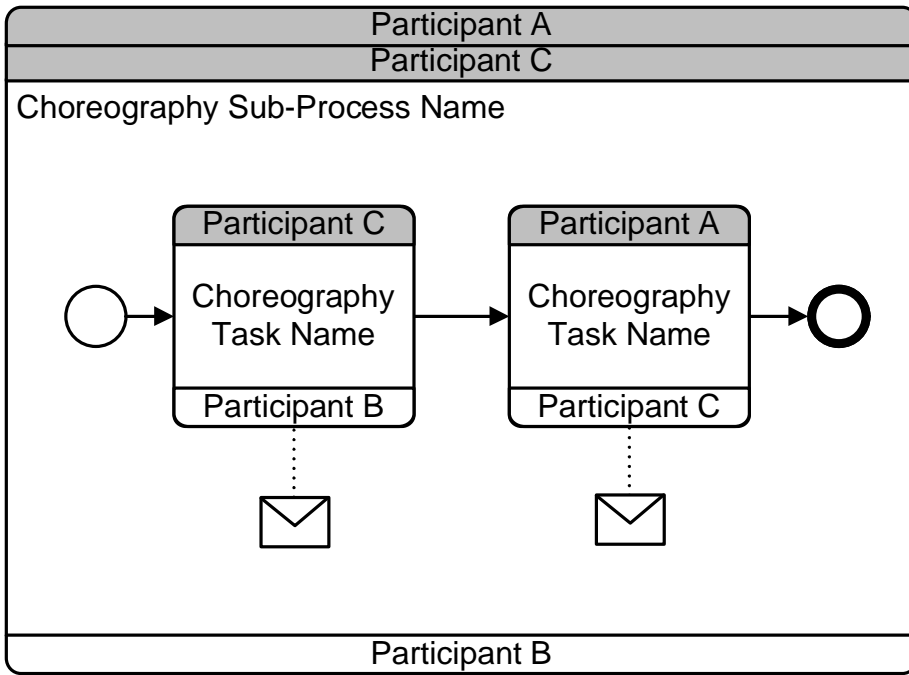 Participant A
Participant C
Choreography Sub-Process Name
Participant C
Choreography
Task Name
Participant B
Participant A
Choreography
Task Name
Participant C
Participant B